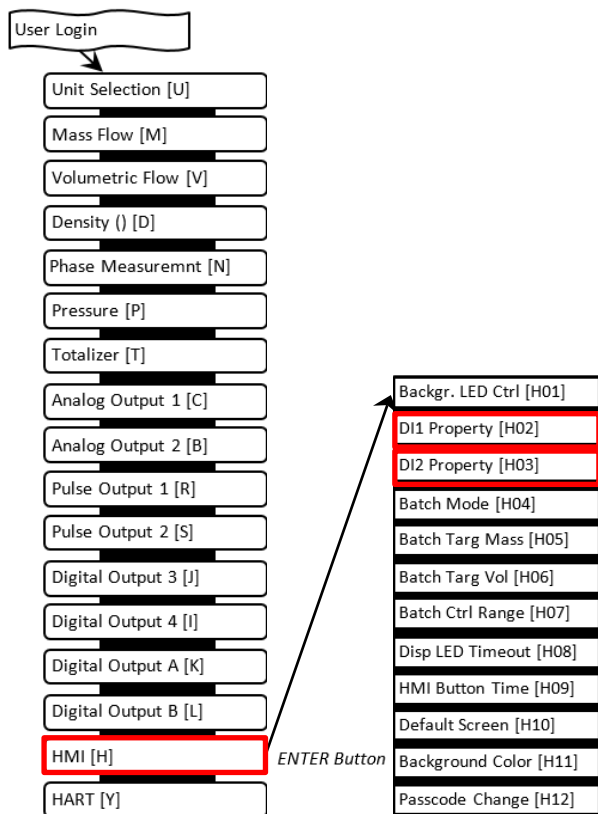 User Login
Unit Selection [U]
Mass Flow [M]
Volumetric Flow [V]
Density () [D]
Phase Measuremnt [N]
Pressure [P]
Totalizer [T]
Analog Output 1 [C]
Analog Output 2 [B]
Pulse Output 1 [R]
Pulse Output 2 [S]
Digital Output 3 [J]
Digital Output 4 [I]
Digital Output A [K]
Digital Output B [L]
HMI [H]
HART [Y]
ENTER Button
Backgr. LED Ctrl [H01]
DI1 Property [H02]
DI2 Property [H03]
Batch Mode [H04]
Batch Targ Mass [H05]
Batch Targ Vol [H06]
Batch Ctrl Range [H07]
Disp LED Timeout [H08]
HMI Button Time [H09]
Default Screen [H10]
Background Color [H11]
Passcode Change [H12]